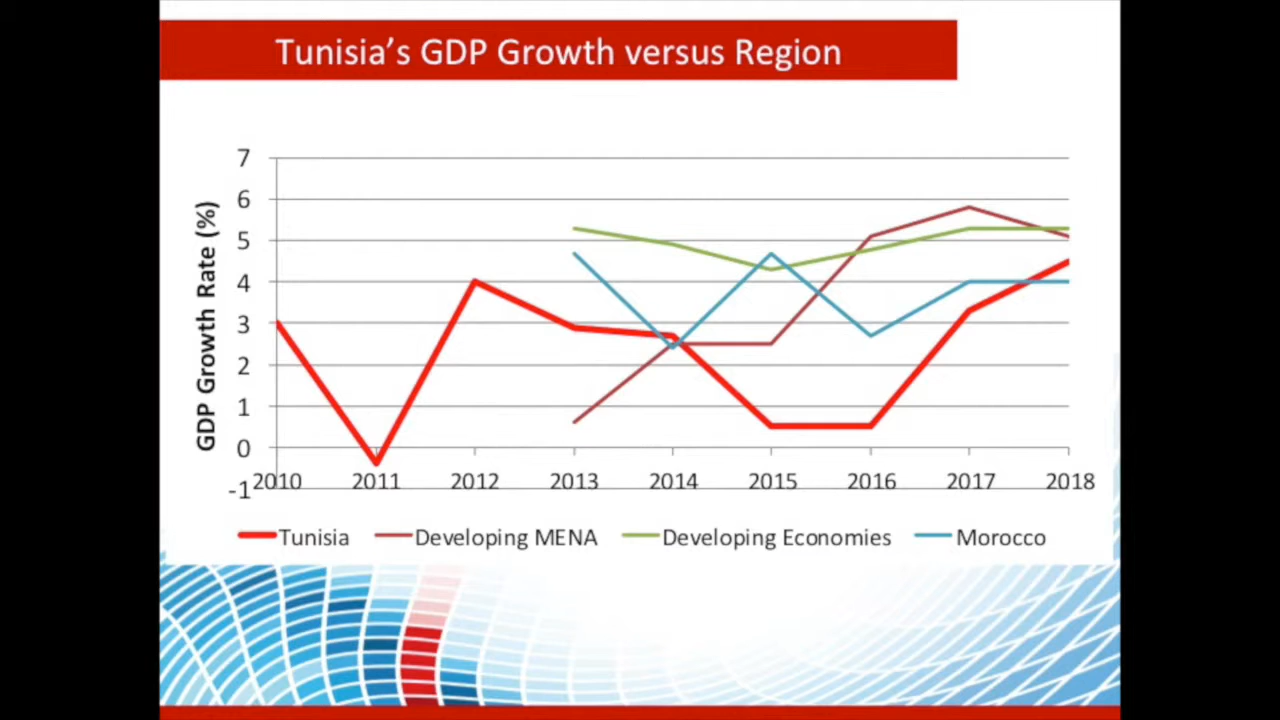 Tunisia’s GDP Growth versus Region
GDP Growth Rate (%)
7
6
5
4
3
2
1
0
-1
2010 2011 2012 2013 2014 2015 2016 2017 2018
Tunisia Developing MENA Developing Economies Morocco